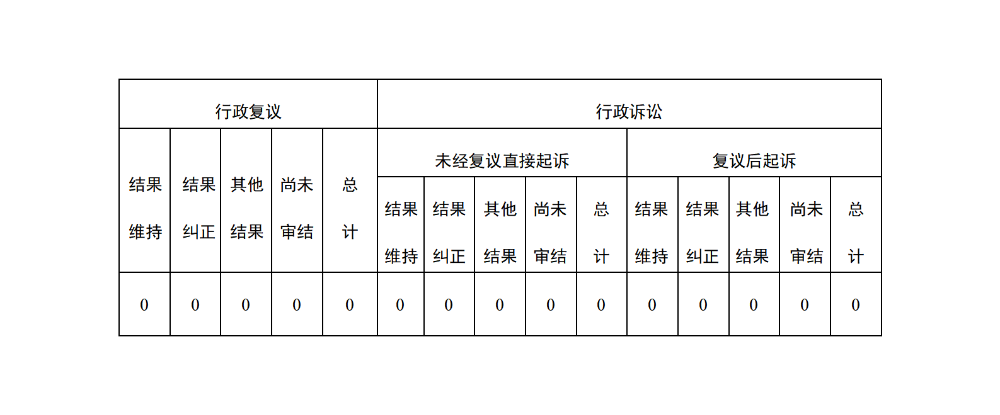 行政复议 行政诉讼
未经复议直接起诉 复议后起诉
结果 结果 其他 尚未 总
维持 纠正 结果 审结 计
结果 结果 其他 尚未 总 结果 结果 其他 尚未 总
维持 纠正 结果 审结 计 维持 纠正 结果 审结 计
0 0 0 0 0 0 0 0 0 0 0 0 0 0 0